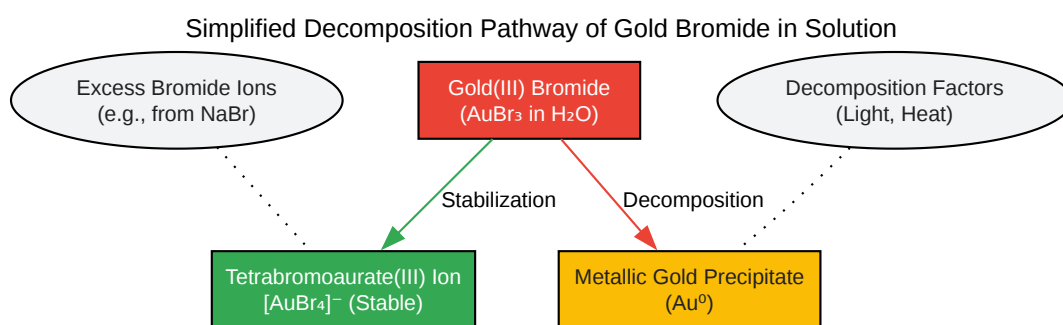 Simplified Decomposition Pathway of Gold Bromide in Solution
Excess Bromide Ions
(e.g., from NaBr)
Gold(III) Bromide
(AuBr₃ in H₂O)
Decomposition Factors
(Light, Heat)
Stabilization
Decomposition
Tetrabromoaurate(III) Ion
[AuBr₄]⁻ (Stable)
Metallic Gold Precipitate
(Au⁰)